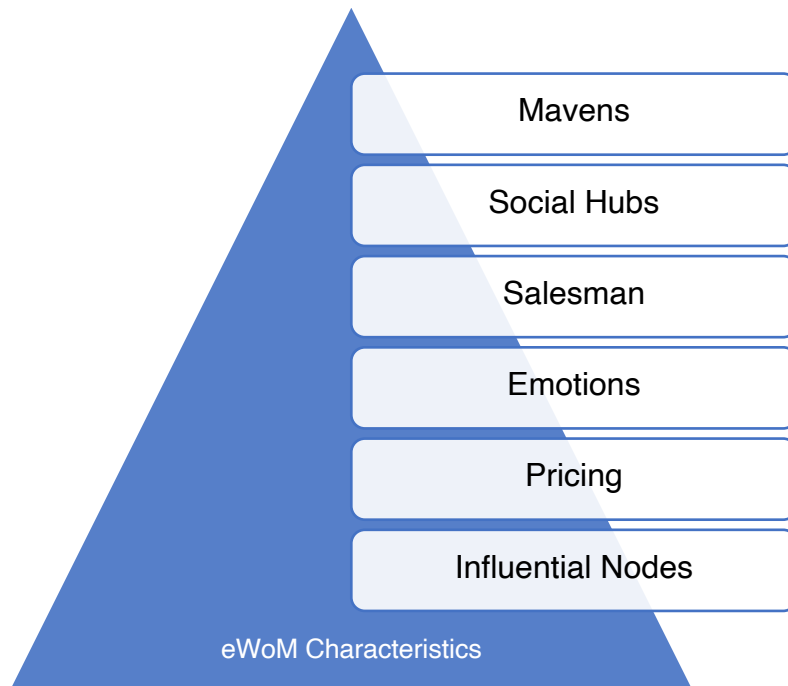 Mavens
Social Hubs
Salesman
Emotions
Pricing
Influential Nodes
eWoM Characteristics